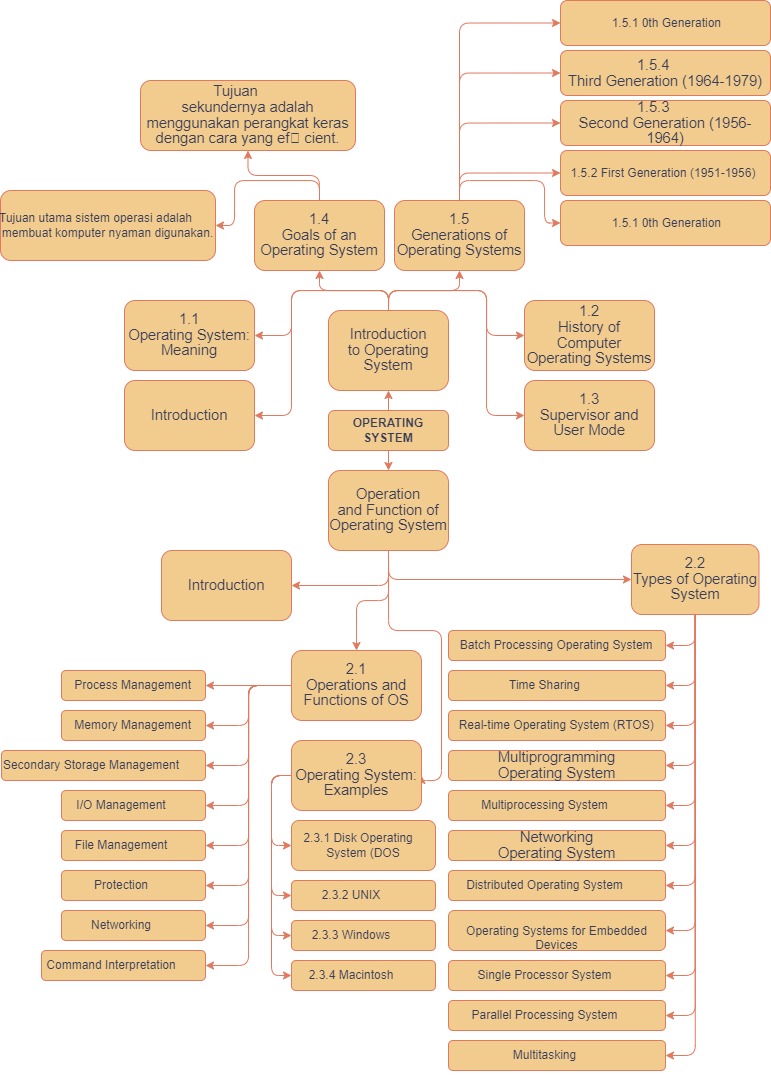 1.5.1 0th Generation
1.5.4
Third Generation (1964-1979)
1.5.3
Second Generation (1956-
1964)
1.5.2 First Generation (1951-1956)
1.5.1 0th Generation
Tujuan
sekundernya adalah
menggunakan perangkat keras
dengan cara yang ef▯ cient.
Tujuan utama sistem operasi adalah
membuat komputer nyaman digunakan.
1.4
Goals of an
Operating System
1.5
Generations of
Operating Systems
1.1
Operating System:
Meaning
Introduction
to Operating
System
1.2
History of
Computer
Operating Systems
Introduction
OPERATING
SYSTEM
1.3
Supervisor and
User Mode
Operation
and Function of
Operating System
Introduction
2.2
Types of Operating
System
2.1
Operations and
Functions of OS
Process Management
Memory Management
Secondary Storage Management
I/O Management
File Management
Protection
Networking
Command Interpretation
2.3
Operating System:
Examples
2.3.1 Disk Operating
System (DOS
2.3.2 UNIX
2.3.3 Windows
2.3.4 Macintosh
Batch Processing Operating System
Time Sharing
Real-time Operating System (RTOS)
Multiprogramming
Operating System
Multiprocessing System
Networking
Operating System
Distributed Operating System
Operating Systems for Embedded
Devices
Single Processor System
Parallel Processing System
Multitasking